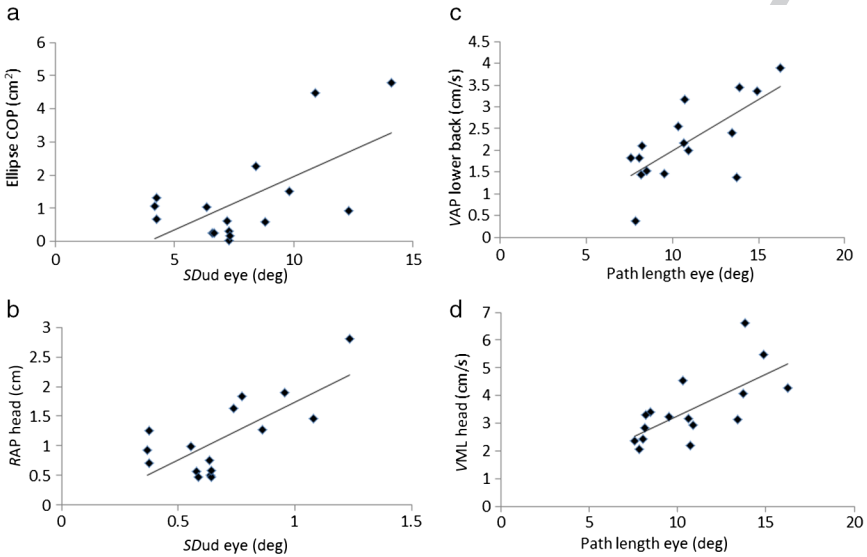 a
6
5
4
3
2
1
0
Ellipse COP (cm²)
0 5 10 15
SDud eye (deg)
b
3
2.5
2
1.5
1
0.5
0
RAP head (cm)
0 0.5 1 1.5
SDud eye (deg)
c
4.5
4
3.5
3
2.5
2
1.5
1
0.5
0
VAP lower back (cm/s)
0 5 10 15 20
Path length eye (deg)
d
7
6
5
4
3
2
1
0
VML head (cm/s)
0 5 10 15 20
Path length eye (deg)